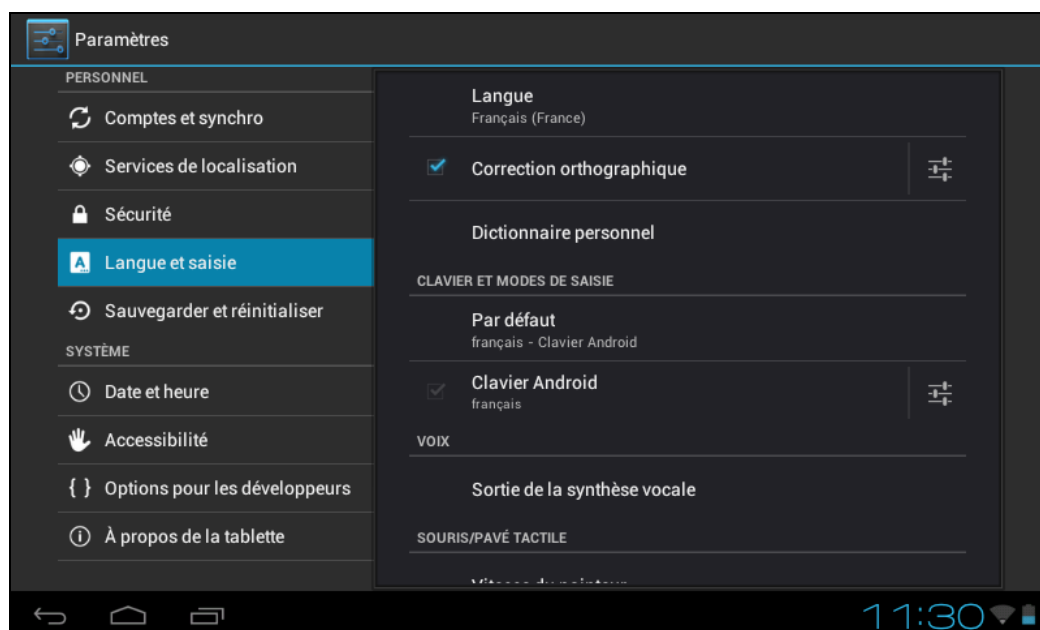 Paramètres
PERSONNEL
Comptes et synchro
Services de localisation
Sécurité
Langue et saisie
Sauvegarder et réinitialiser
SYSTÈME
Date et heure
Accessibilité
Options pour les développeurs
À propos de la tablette
Langue
Français (France)
Correction orthographique
Dictionnaire personnel
CLAVIER ET MODES DE SAISIE
Par défaut
français - Clavier Android
Clavier Android
français
VOIX
Sortie de la synthèse vocale
SOURIS/PAVÉ TACTILE
Vitesse du pointeur
11:30